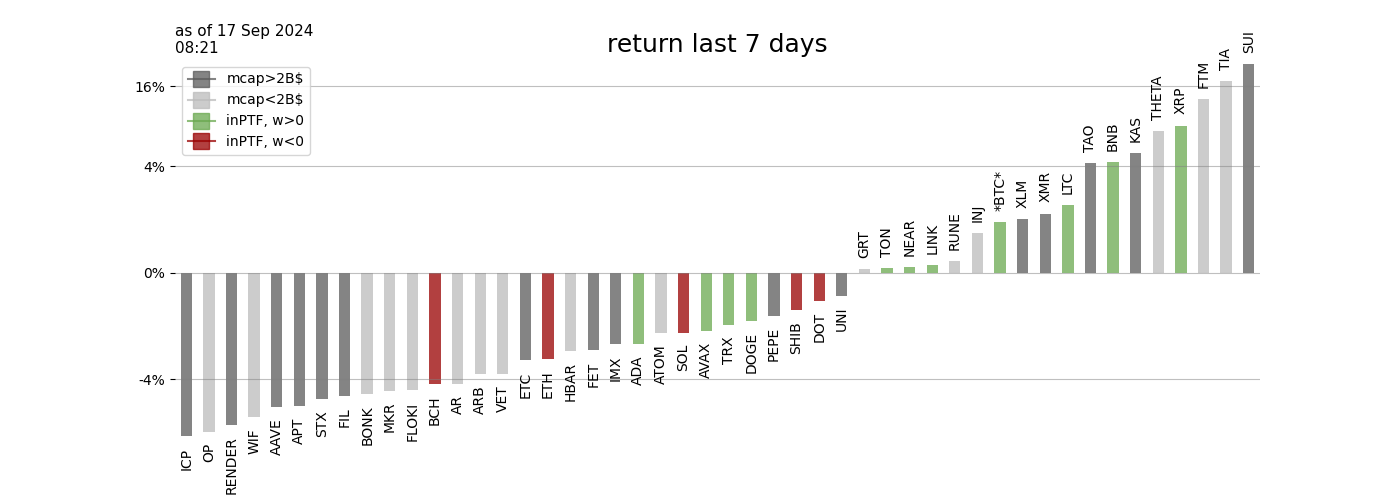 as of 17 Sep 2024
08:21
return last 7 days
mcap>2B$
mcap<2B$
inPTF, w>0
inPTF, w<0
16%
4%
0%
-4%
ICP
OP
RENDER
WIF
AAVE
APT
STX
FIL
BONK
MKR
FLOKI
BCH
AR
ARB
VET
ETC
ETH
HBAR
FET
IMX
ADA
ATOM
SOL
AVAX
TRX
DOGE
PEPE
SHIB
DOT
UNI
GRT
TON
NEAR
LINK
RUNE
INJ
*BTC*
XLM
XMR
LTC
TAO
BNB
KAS
THETA
XRP
FTM
TIA
SUI